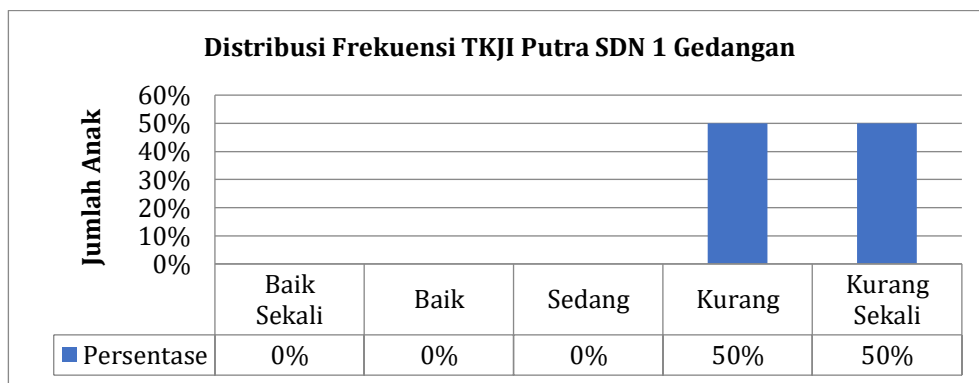 Distribusi Frekuensi TKJI Putra SDN 1 Gedangan
Jumlah Anak
60%
50%
40%
30%
20%
10%
0%
Baik Sekali
Baik
Sedang
Kurang
Kurang Sekali
Persentase 0% 0% 0% 50% 50%